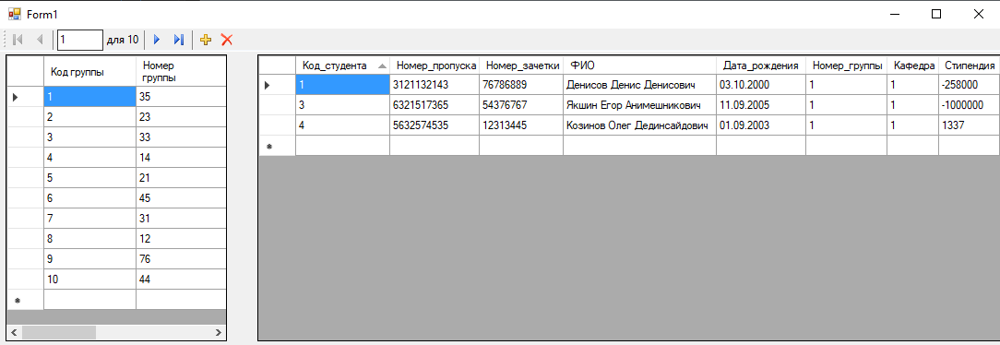 Form1
1 для 10
Код группы Номер группы
1 35
2 23
3 33
4 14
5 21
6 45
7 31
8 12
9 76
10 44
Код_студента Номер_пропуска Номер_зачетки ФИО Дата_рождения Номер_группы Кафедра Стипендия
1 3121132143 76786889 Денисов Денис Денисович 03.10.2000 1 1 -258000
3 6321517365 54376767 Якшин Егор Анимешникович 11.09.2005 1 1 -1000000
4 5632574535 12313445 Козинов Олег Дединсайдович 01.09.2003 1 1 1337